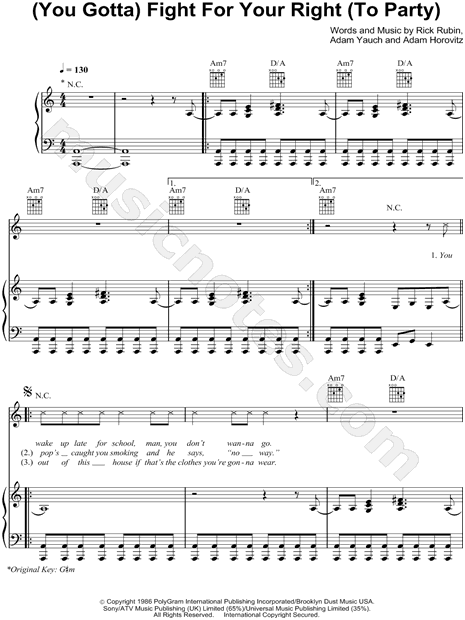 (You Gotta) Fight For Your Right (To Party)
Words and Music by Rick Rubin,
Adam Yauch and Adam Horovitz
♩ = 130
* N.C.
Am7 D/A
musicnotes.com
Am7 D/A 1. Am7 D/A 2. Am7 N.C.
1. You
N.C. Am7 D/A
wake up late for school, man, you don't wan-na go.
(2.) pop's caught you smoking and he says, "no way."
(3.) out of this house if that's the clothes you're gon-na wear.
*Original Key: G#m
© Copyright 1986 PolyGram International Publishing Incorporated/Brooklyn Dust Music USA.
Sony/ATV Music Publishing (UK) Limited (65%)/Universal Music Publishing Limited (35%).
All Rights Reserved. International Copyright Secured.